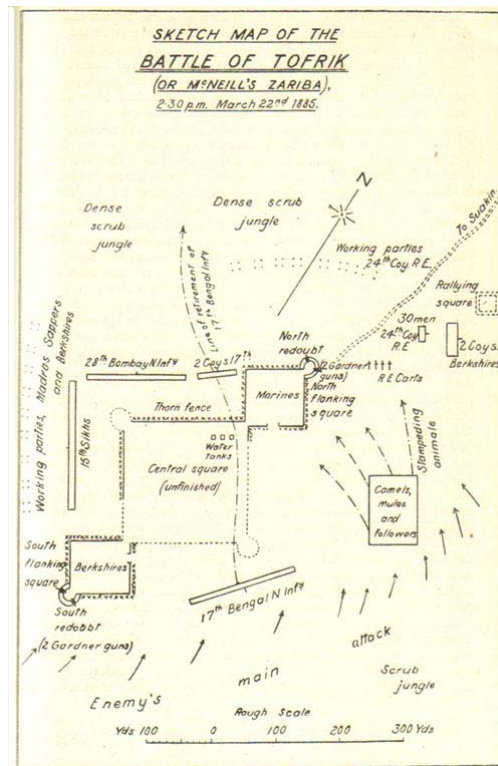 SKETCH MAP OF THE
BATTLE OF TOFRIK
(OR McNEILL'S ZARIBA),
2·30 p.m. March 22nd 1885.
Dense
scrub
jungle
Dense scrub
jungle
N
Working parties
24th Coy. R.E.
To Suakin
Rallying
square
30 men
24th Coy
R.E
2 Coys.
Berkshires
Line of retirement of
17th Bengal Infy
Working parties, Madras Sappers
and Berkshires
28th Bombay N Infy
2 Coys. 17th
North
redoubt
(2 Gardner
guns)
R E Carts
Marines
North
flanking
square
Thorn fence
15th Sikhs
Water
tanks
Central square
(unfinished)
Stampeding
animals
Camels,
mules
and
followers
South
flanking
square
Berkshires
South
redoubt
(2 Gardner guns)
17th Bengal N Infy
Enemy's main attack
Scrub
jungle
Rough Scale
Yds 100 0 100 200 300 Yds